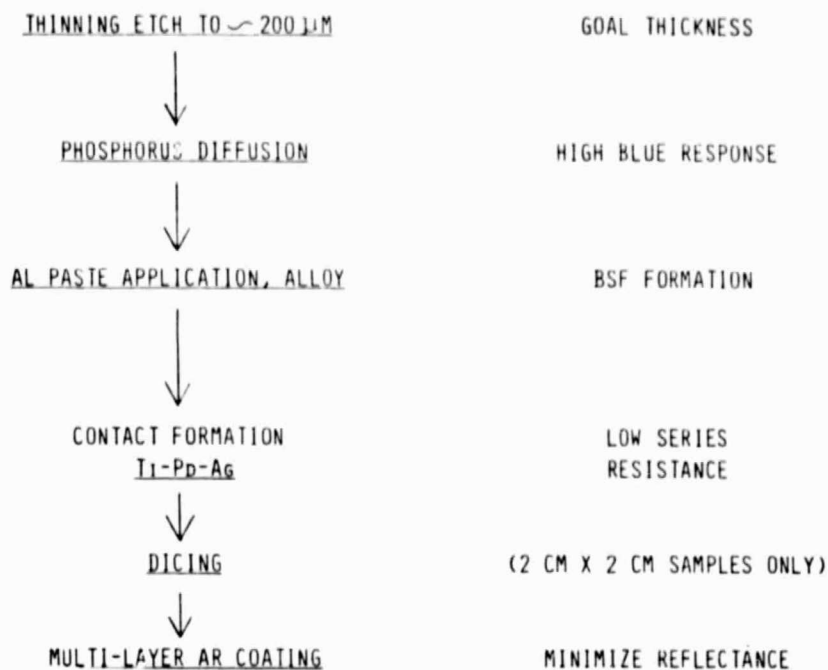 THINNING ETCH TO ~ 200 µM GOAL THICKNESS
PHOSPHORUS DIFFUSION HIGH BLUE RESPONSE
AL PASTE APPLICATION, ALLOY BSF FORMATION
CONTACT FORMATION LOW SERIES
TI-PD-AG RESISTANCE
DICING (2 CM X 2 CM SAMPLES ONLY)
MULTI-LAYER AR COATING MINIMIZE REFLECTANCE